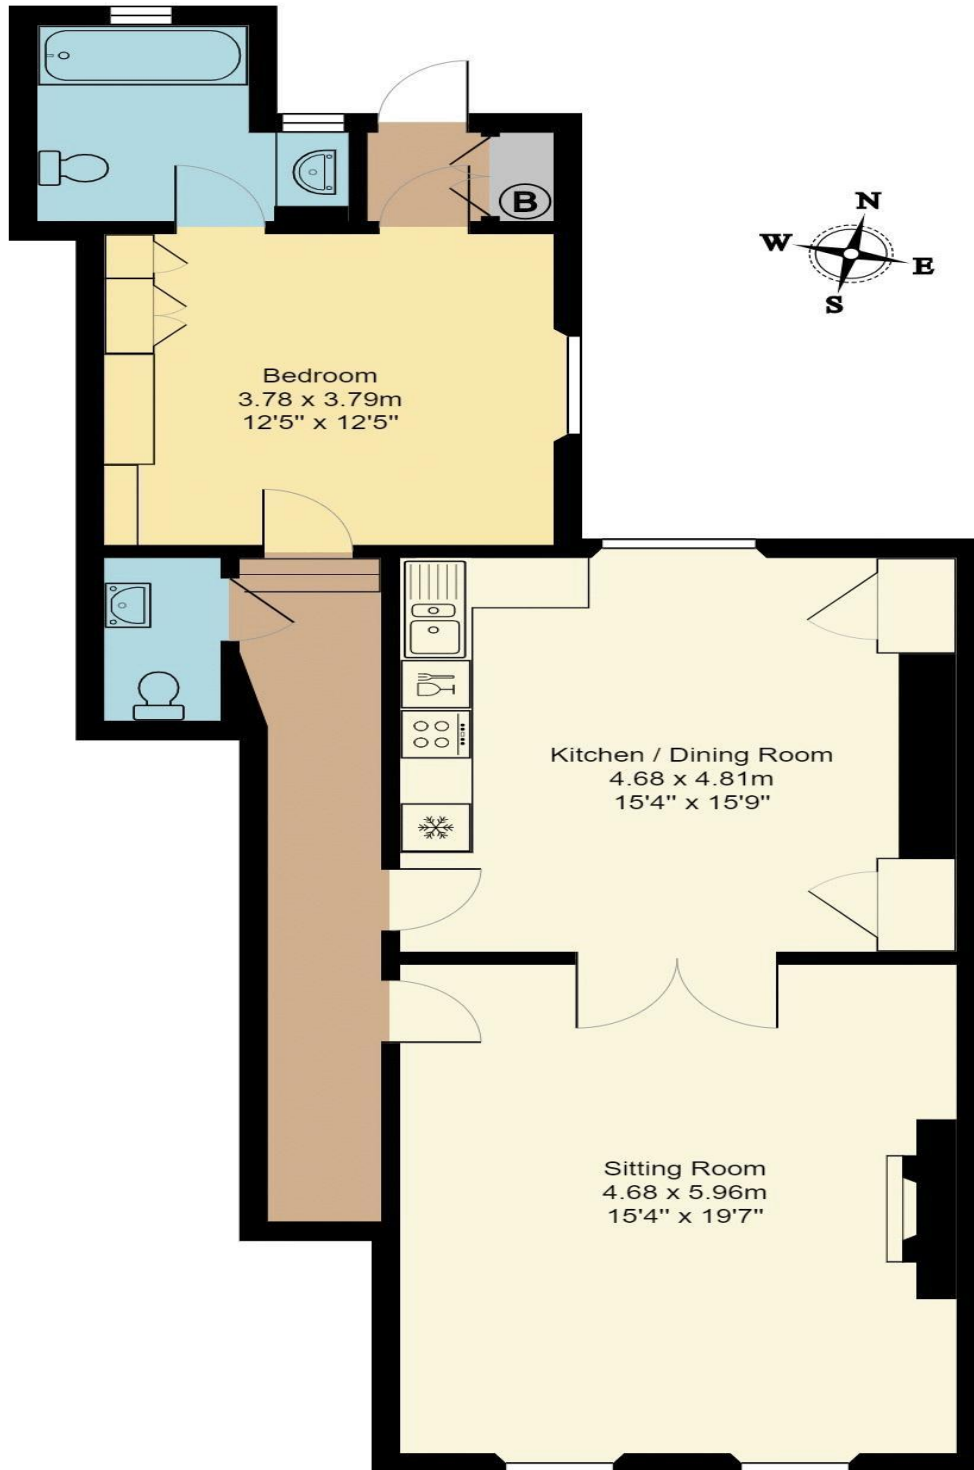 B
N
W
E
S
Bedroom
3.78 x 3.79m
12'5" x 12'5"
Kitchen / Dining Room
4.68 x 4.81m
15'4" x 15'9"
Sitting Room
4.68 x 5.96m
15'4" x 19'7"